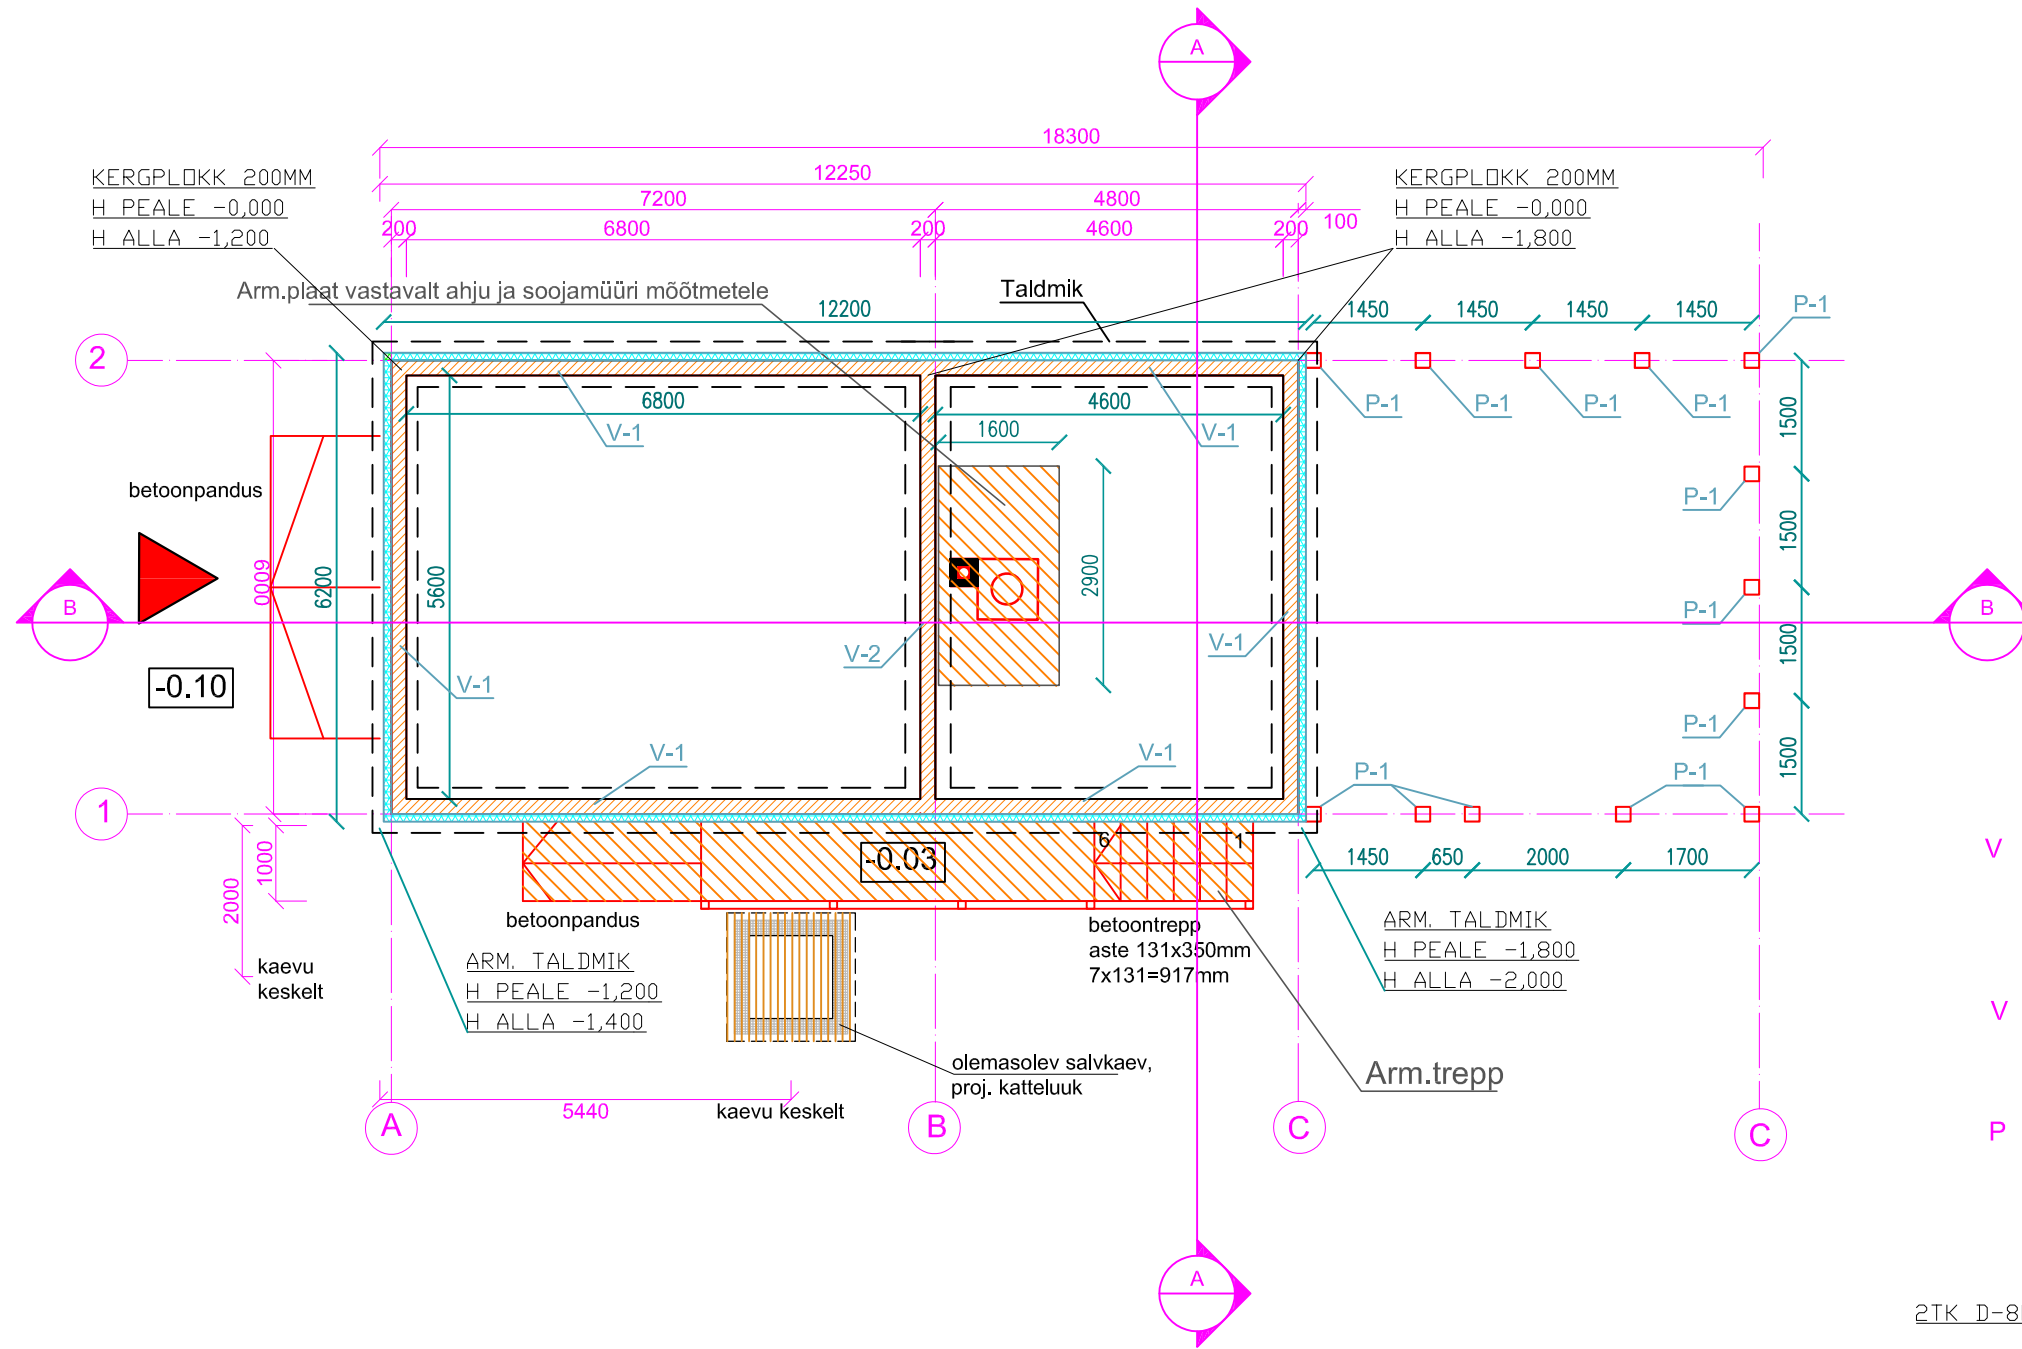 A
18300
12250
7200
4800
200
6800
200
4600
200
100
KERGPLOKK 200MM
H PEALE -0,000
H ALLA -1,200
KERGPLOKK 200MM
H PEALE -0,000
H ALLA -1,800
Arm.plaat vastavalt ahju ja soojamüüri mõõtmetele
Taldmik
12200
1450
1450
1450
1450
P-1
2
6800
4600
1600
V-1
V-1
P-1
P-1
P-1
P-1
1500
betoonpandus
P-1
1500
6000
6200
5600
2900
B
P-1
B
V-2
V-1
1500
-0.10
V-1
P-1
V-1
V-1
1500
P-1
P-1
1
6
1
-0.03
1450
650
2000
1700
V
1000
2000
betoonpandus
betoontrepp
aste 131x350mm
7x131=917mm
ARM. TALDMIK
H PEALE -1,800
H ALLA -2,000
kaevu
keskelt
ARM. TALDMIK
H PEALE -1,200
H ALLA -1,400
V
olemasolev salvkaev,
proj. katteluuk
Arm.trepp
5440
kaevu keskelt
A
B
C
C
P
A
2TK D-8